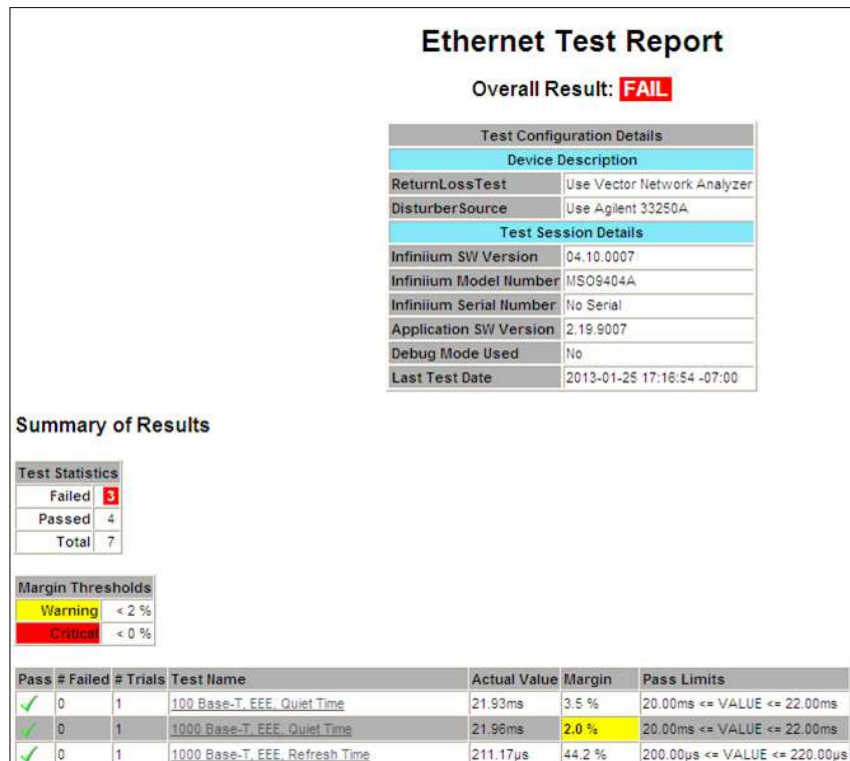 Ethernet Test Report
Overall Result: FAIL
Test Configuration Details
Device Description
ReturnLossTest Use Vector Network Analyzer
DisturberSource Use Agilent 33250A
Test Session Details
Infiniium SW Version 04.10.0007
Infiniium Model Number MSO9404A
Infiniium Serial Number No Serial
Application SW Version 2.19.9007
Debug Mode Used No
Last Test Date 2013-01-25 17:16:54 -07:00
Summary of Results
Test Statistics
Failed 3
Passed 4
Total 7
Margin Thresholds
Warning < 2 %
Critical < 0 %
Pass # Failed # Trials Test Name Actual Value Margin Pass Limits
0 1 100 Base-T, EEE, Quiet Time 21.93ms 3.5 % 20.00ms <= VALUE <= 22.00ms
0 1 1000 Base-T, EEE, Quiet Time 21.96ms 2.0 % 20.00ms <= VALUE <= 22.00ms
0 1 1000 Base-T, EEE, Refresh Time 211.17µs 44.2 % 200.00µs <= VALUE <= 220.00µs